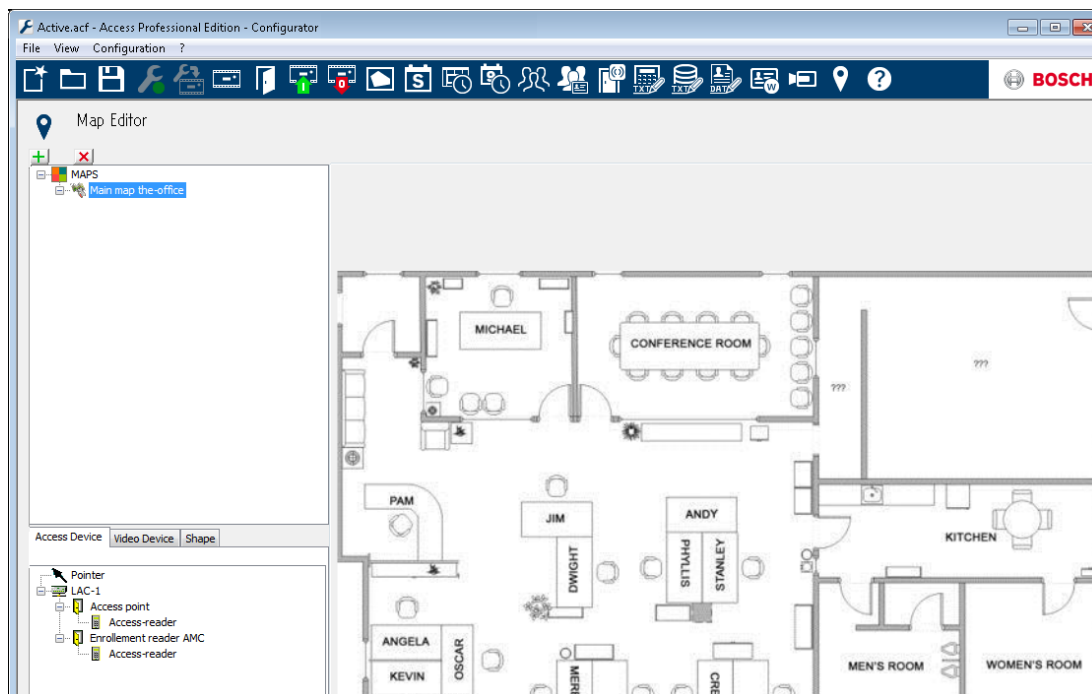 Active.acf - Access Professional Edition - Configurator
File View Configuration ?
S TXT TXT DATA W ? BOSCH
Map Editor
MAPS
Main map the-office
MICHAEL
CONFERENCE ROOM
???
???
PAM
JIM
ANDY
DWIGHT
PHYLLIS
STANLEY
KITCHEN
ANGELA
KEVIN
OSCAR
MEN'S ROOM
WOMEN'S ROOM
Access Device Video Device Shape
Pointer
LAC-1
Access point
Access-reader
Enrollement reader AMC
Access-reader